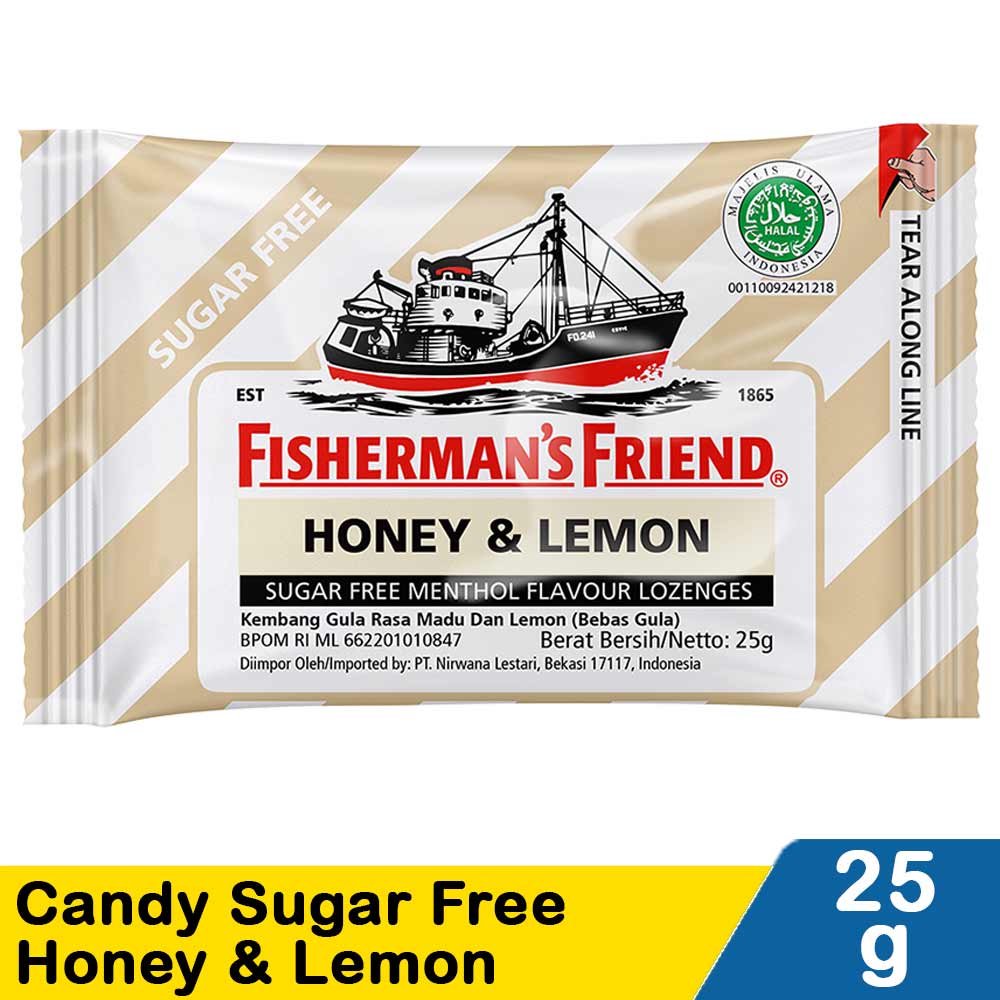 SUGAR FREE
MAJELIS ULAMA
حلال
HALAL
INDONESIA
00110092421218
TEAR ALONG LINE
FD.241
EST 1865
FISHERMAN'S FRIEND®
HONEY & LEMON
SUGAR FREE MENTHOL FLAVOUR LOZENGES
Kembang Gula Rasa Madu Dan Lemon (Bebas Gula)
BPOM RI ML 662201010847 Berat Bersih/Netto: 25g
Diimpor Oleh/Imported by: PT. Nirwana Lestari, Bekasi 17117, Indonesia
Candy Sugar Free
Honey & Lemon
25
g